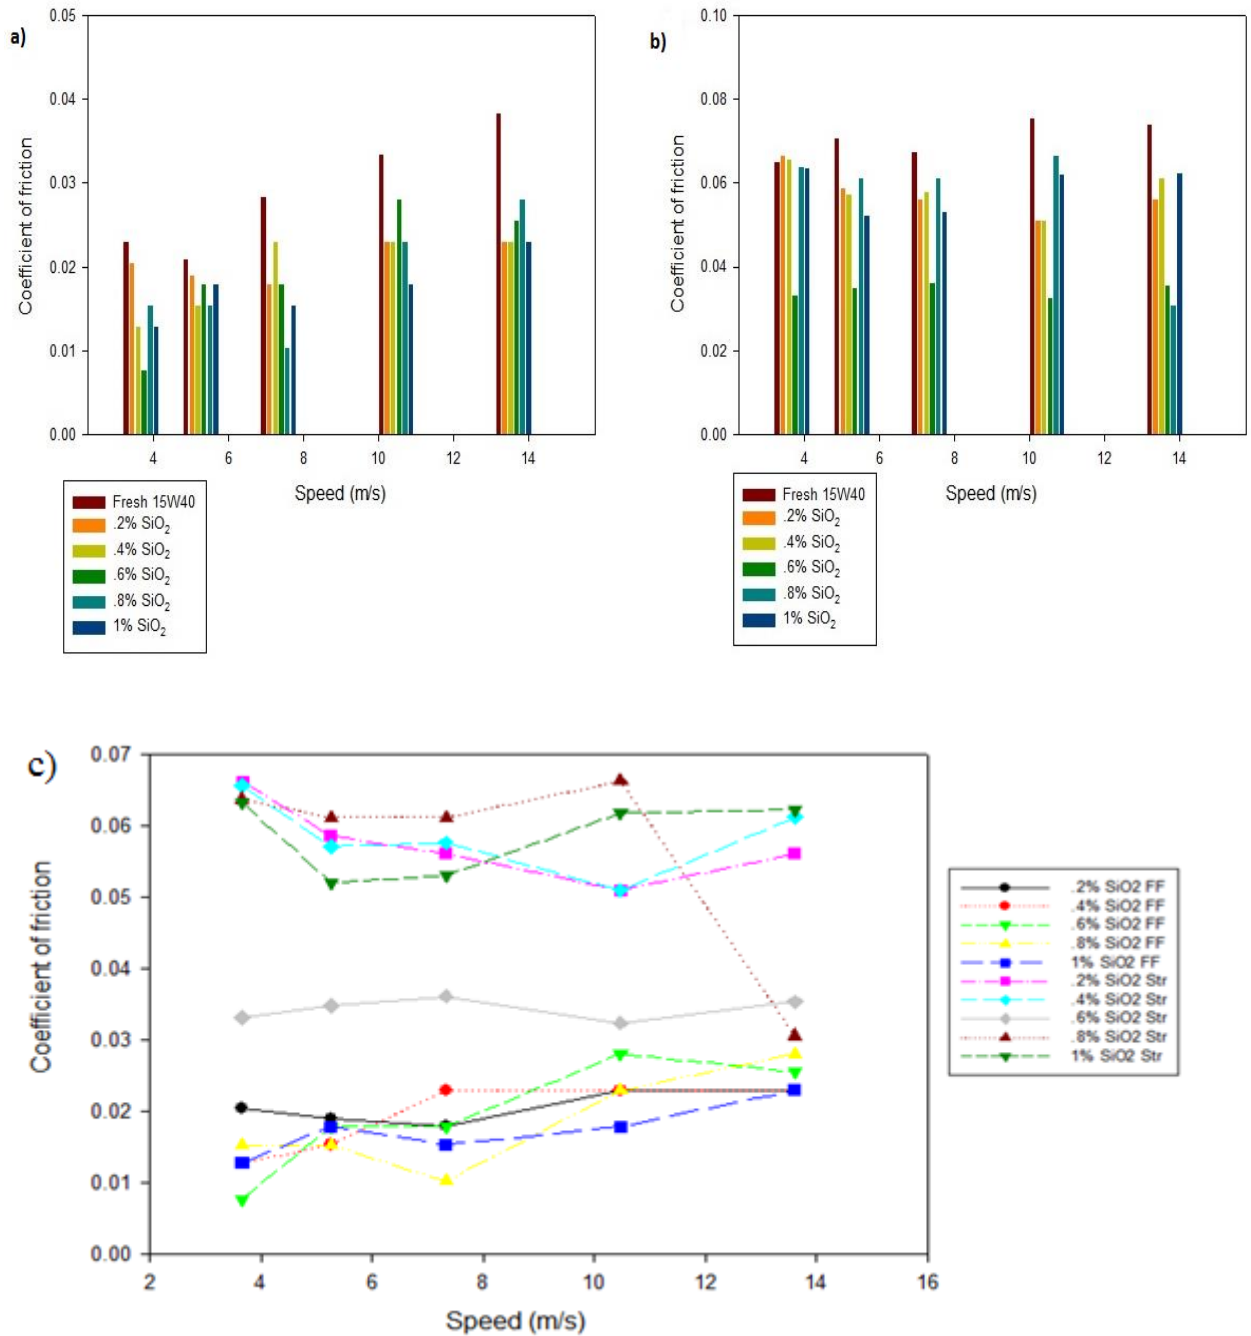 a)
0.05
0.04
0.03
0.02
0.01
0.00
Coefficient of friction
4 6 8 10 12 14
Speed (m/s)
Fresh 15W40
.2% SiO2
.4% SiO2
.6% SiO2
.8% SiO2
1% SiO2
b)
0.10
0.08
0.06
0.04
0.02
0.00
Coefficient of friction
4 6 8 10 12 14
Speed (m/s)
Fresh 15W40
.2% SiO2
.4% SiO2
.6% SiO2
.8% SiO2
1% SiO2
c)
0.07
0.06
0.05
0.04
0.03
0.02
0.01
0.00
Coefficient of friction
2 4 6 8 10 12 14 16
Speed (m/s)
.2% SiO2 FF
.4% SiO2 FF
.6% SiO2 FF
.8% SiO2 FF
1% SiO2 FF
.2% SiO2 Str
.4% SiO2 Str
.6% SiO2 Str
.8% SiO2 Str
1% SiO2 Str